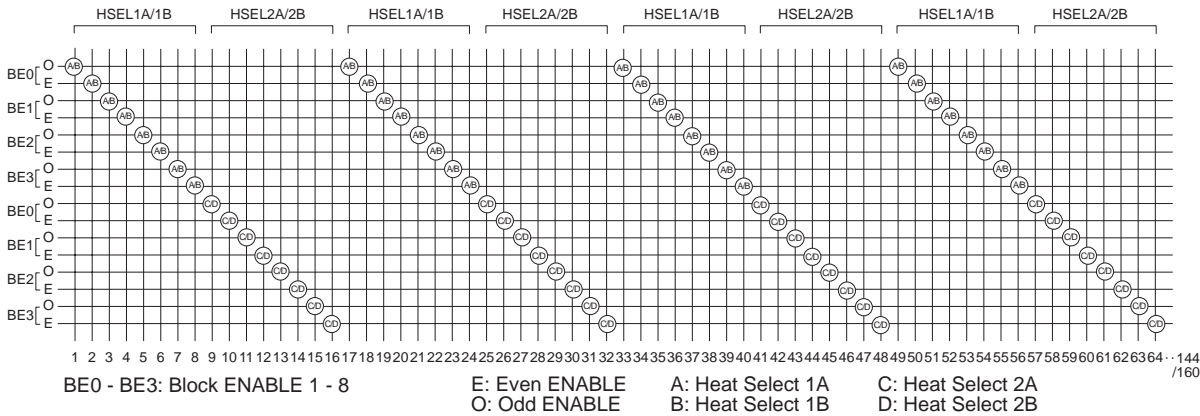 HSEL1A/1B HSEL2A/2B HSEL1A/1B HSEL2A/2B HSEL1A/1B HSEL2A/2B HSEL1A/1B HSEL2A/2B
BE0 O A/B A/B A/B A/B
E A/B A/B A/B A/B
BE1 O A/B A/B A/B A/B
E A/B A/B A/B A/B
BE2 O A/B A/B A/B A/B
E A/B A/B A/B A/B
BE3 O A/B A/B A/B A/B
E A/B A/B A/B A/B
BE0 O C/D C/D C/D C/D
E C/D C/D C/D C/D
BE1 O C/D C/D C/D C/D
E C/D C/D C/D C/D
BE2 O C/D C/D C/D C/D
E C/D C/D C/D C/D
BE3 O C/D C/D C/D C/D
E C/D C/D C/D C/D
1 2 3 4 5 6 7 8 9 10 11 12 13 14 15 16 17 18 19 20 21 22 23 24 25 26 27 28 29 30 31 32 33 34 35 36 37 38 39 40 41 42 43 44 45 46 47 48 49 50 51 52 53 54 55 56 57 58 59 60 61 62 63 64 ·· 144
/160
BE0 - BE3: Block ENABLE 1 - 8 E: Even ENABLE A: Heat Select 1A C: Heat Select 2A
O: Odd ENABLE B: Heat Select 1B D: Heat Select 2B